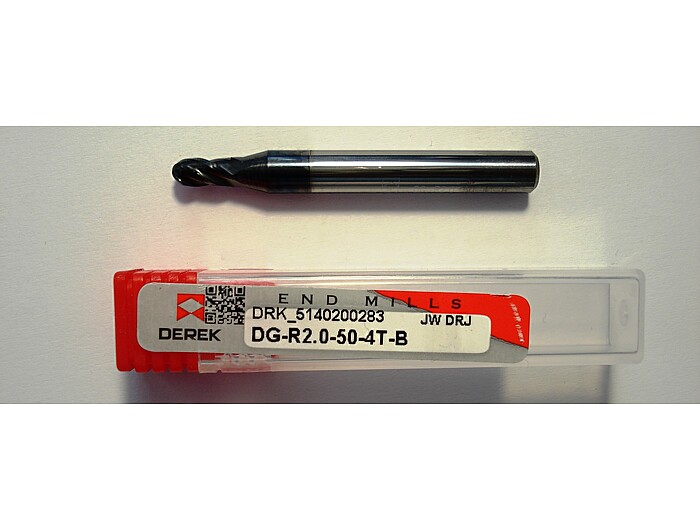 END MILLS
DRK_5140200283 JW DRJ
DEREK
DG-R2.0-50-4T-B